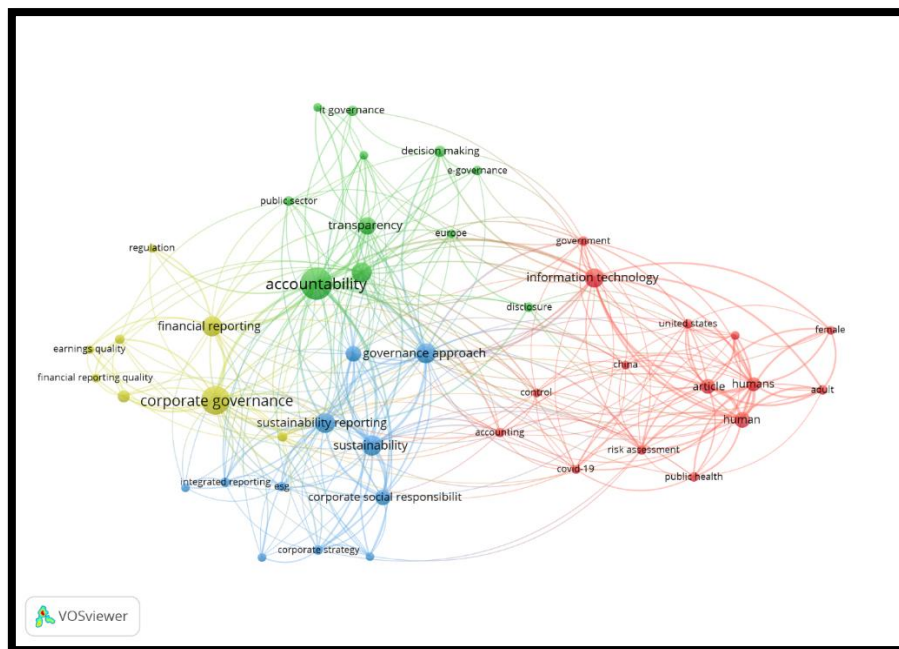 it governance
decision making
e-governance
public sector
transparency
europe
regulation
government
accountability
information technology
disclosure
financial reporting
united states
female
earnings quality
governance approach
china
financial reporting quality
article
humans
adult
control
corporate governance
sustainability reporting
human
accounting
sustainability
risk assessment
covid-19
public health
integrated reporting
esg
corporate social responsibilit
corporate strategy
VOSviewer